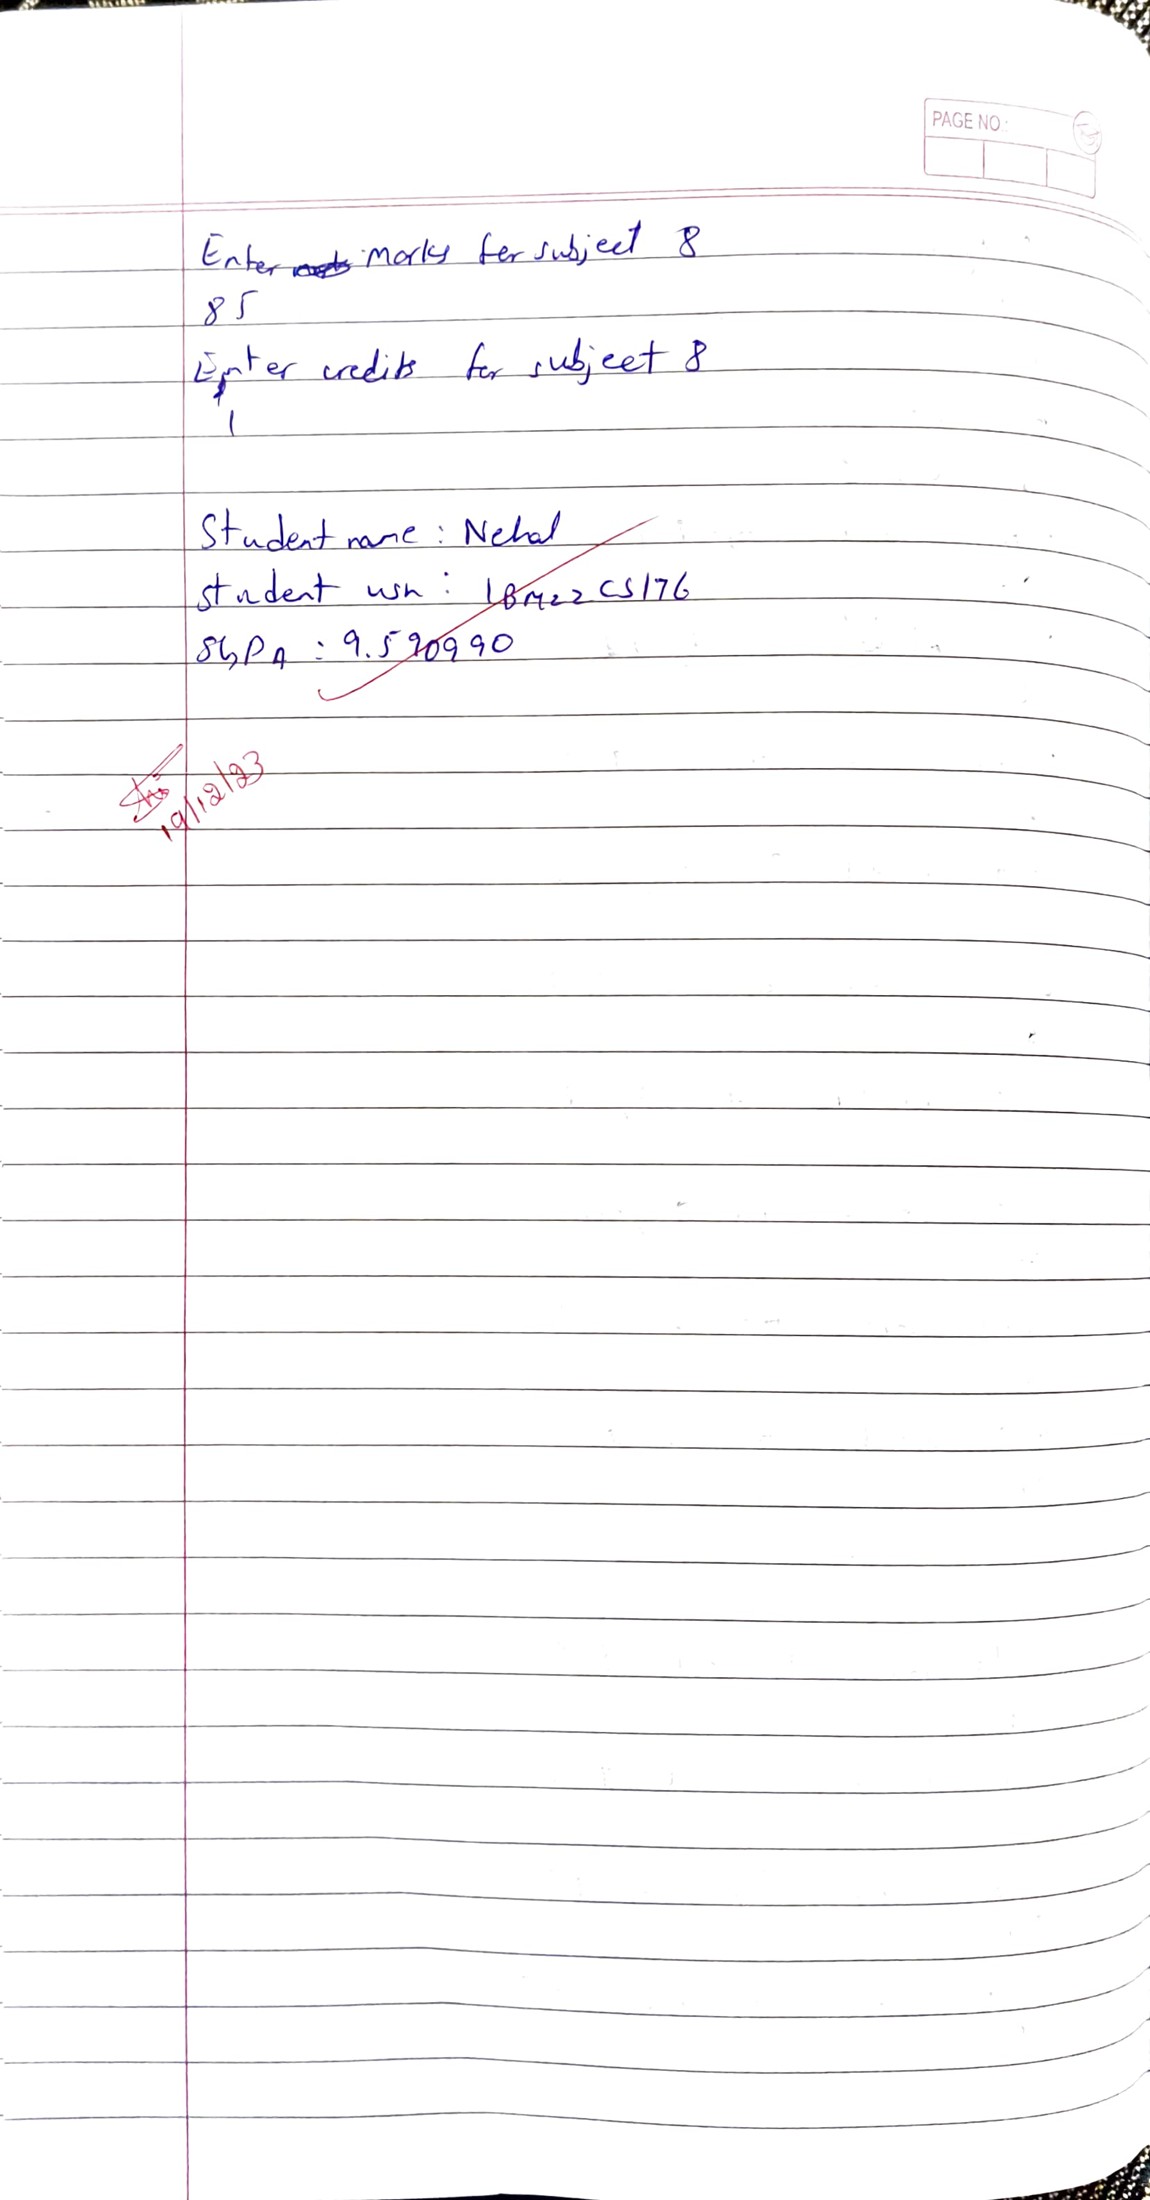 PAGE NO:
Enter marks for subject 8
85
Enter credits for subject 8
1
Student name : Nehal
student usn : 1BM22CS176
SGPA : 9.590990
19/12/23